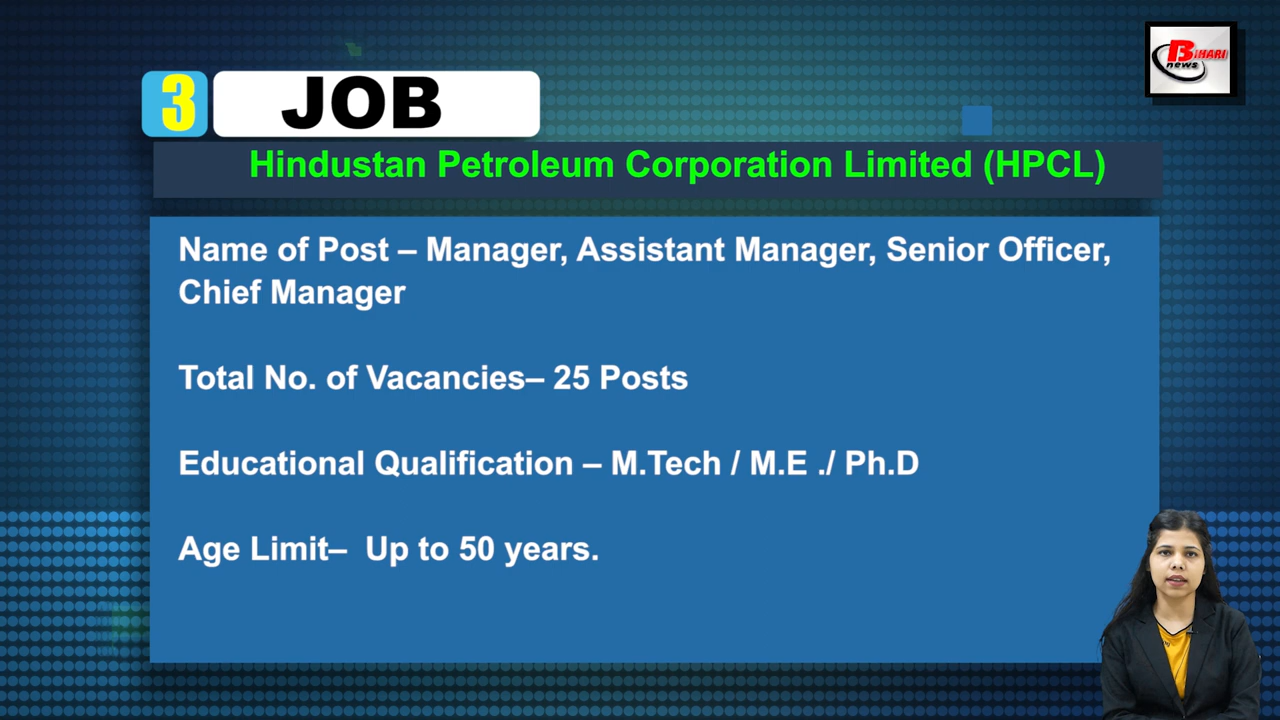 BIHARI
news
3 JOB
Hindustan Petroleum Corporation Limited (HPCL)
Name of Post – Manager, Assistant Manager, Senior Officer,
Chief Manager
Total No. of Vacancies– 25 Posts
Educational Qualification – M.Tech / M.E ./ Ph.D
Age Limit–  Up to 50 years.